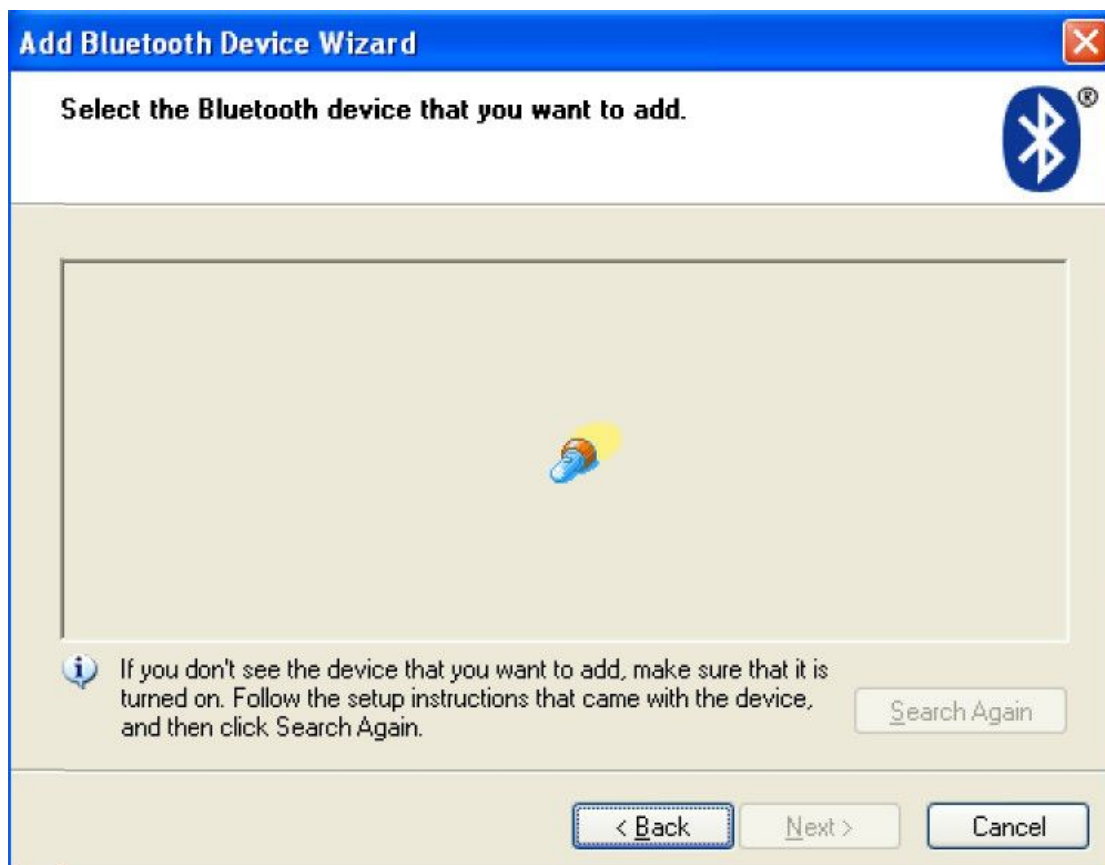 Add Bluetooth Device Wizard
Select the Bluetooth device that you want to add.
®
If you don't see the device that you want to add, make sure that it is
turned on. Follow the setup instructions that came with the device,
and then click Search Again.
Search Again
< Back
Next >
Cancel